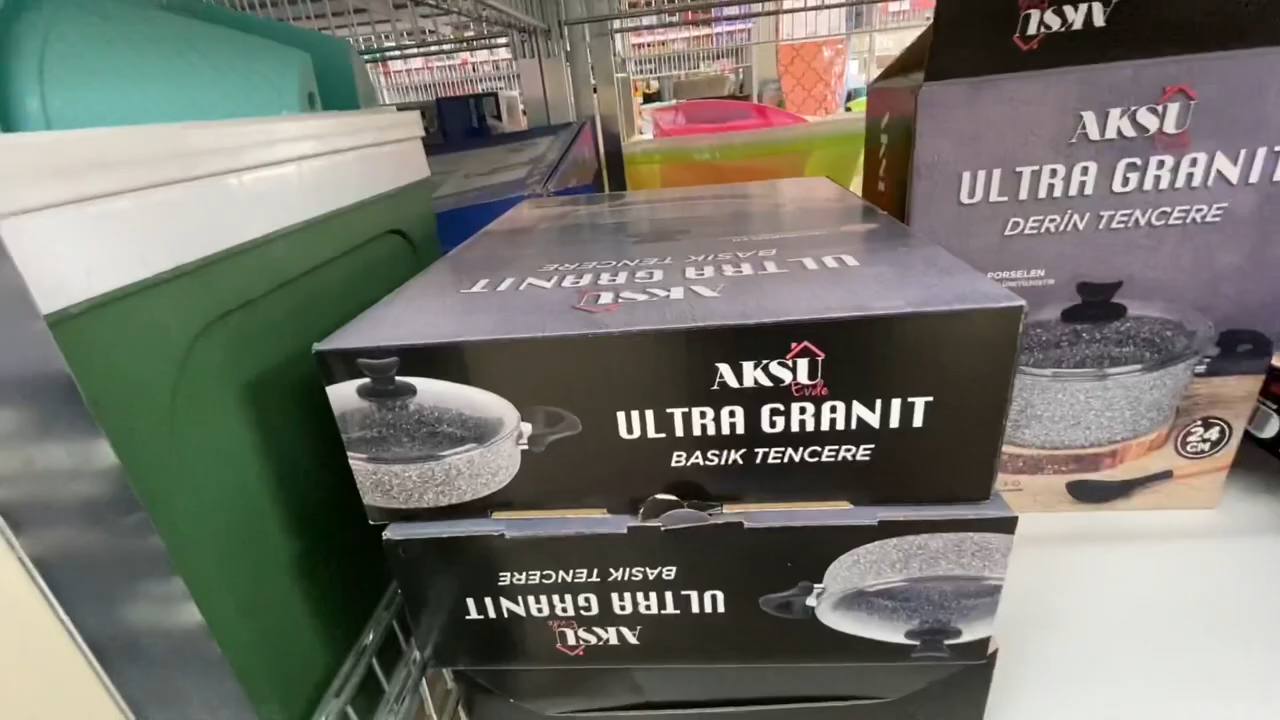 AKSU
AKSU
ULTRA GRANIT
DERİN TENCERE
PORSELEN
24
CM
ULTRA GRANIT
BASIK TENCERE
AKSU
AKSU
Evde
ULTRA GRANIT
BASIK TENCERE
AKSU
Evde
ULTRA GRANIT
BASIK TENCERE